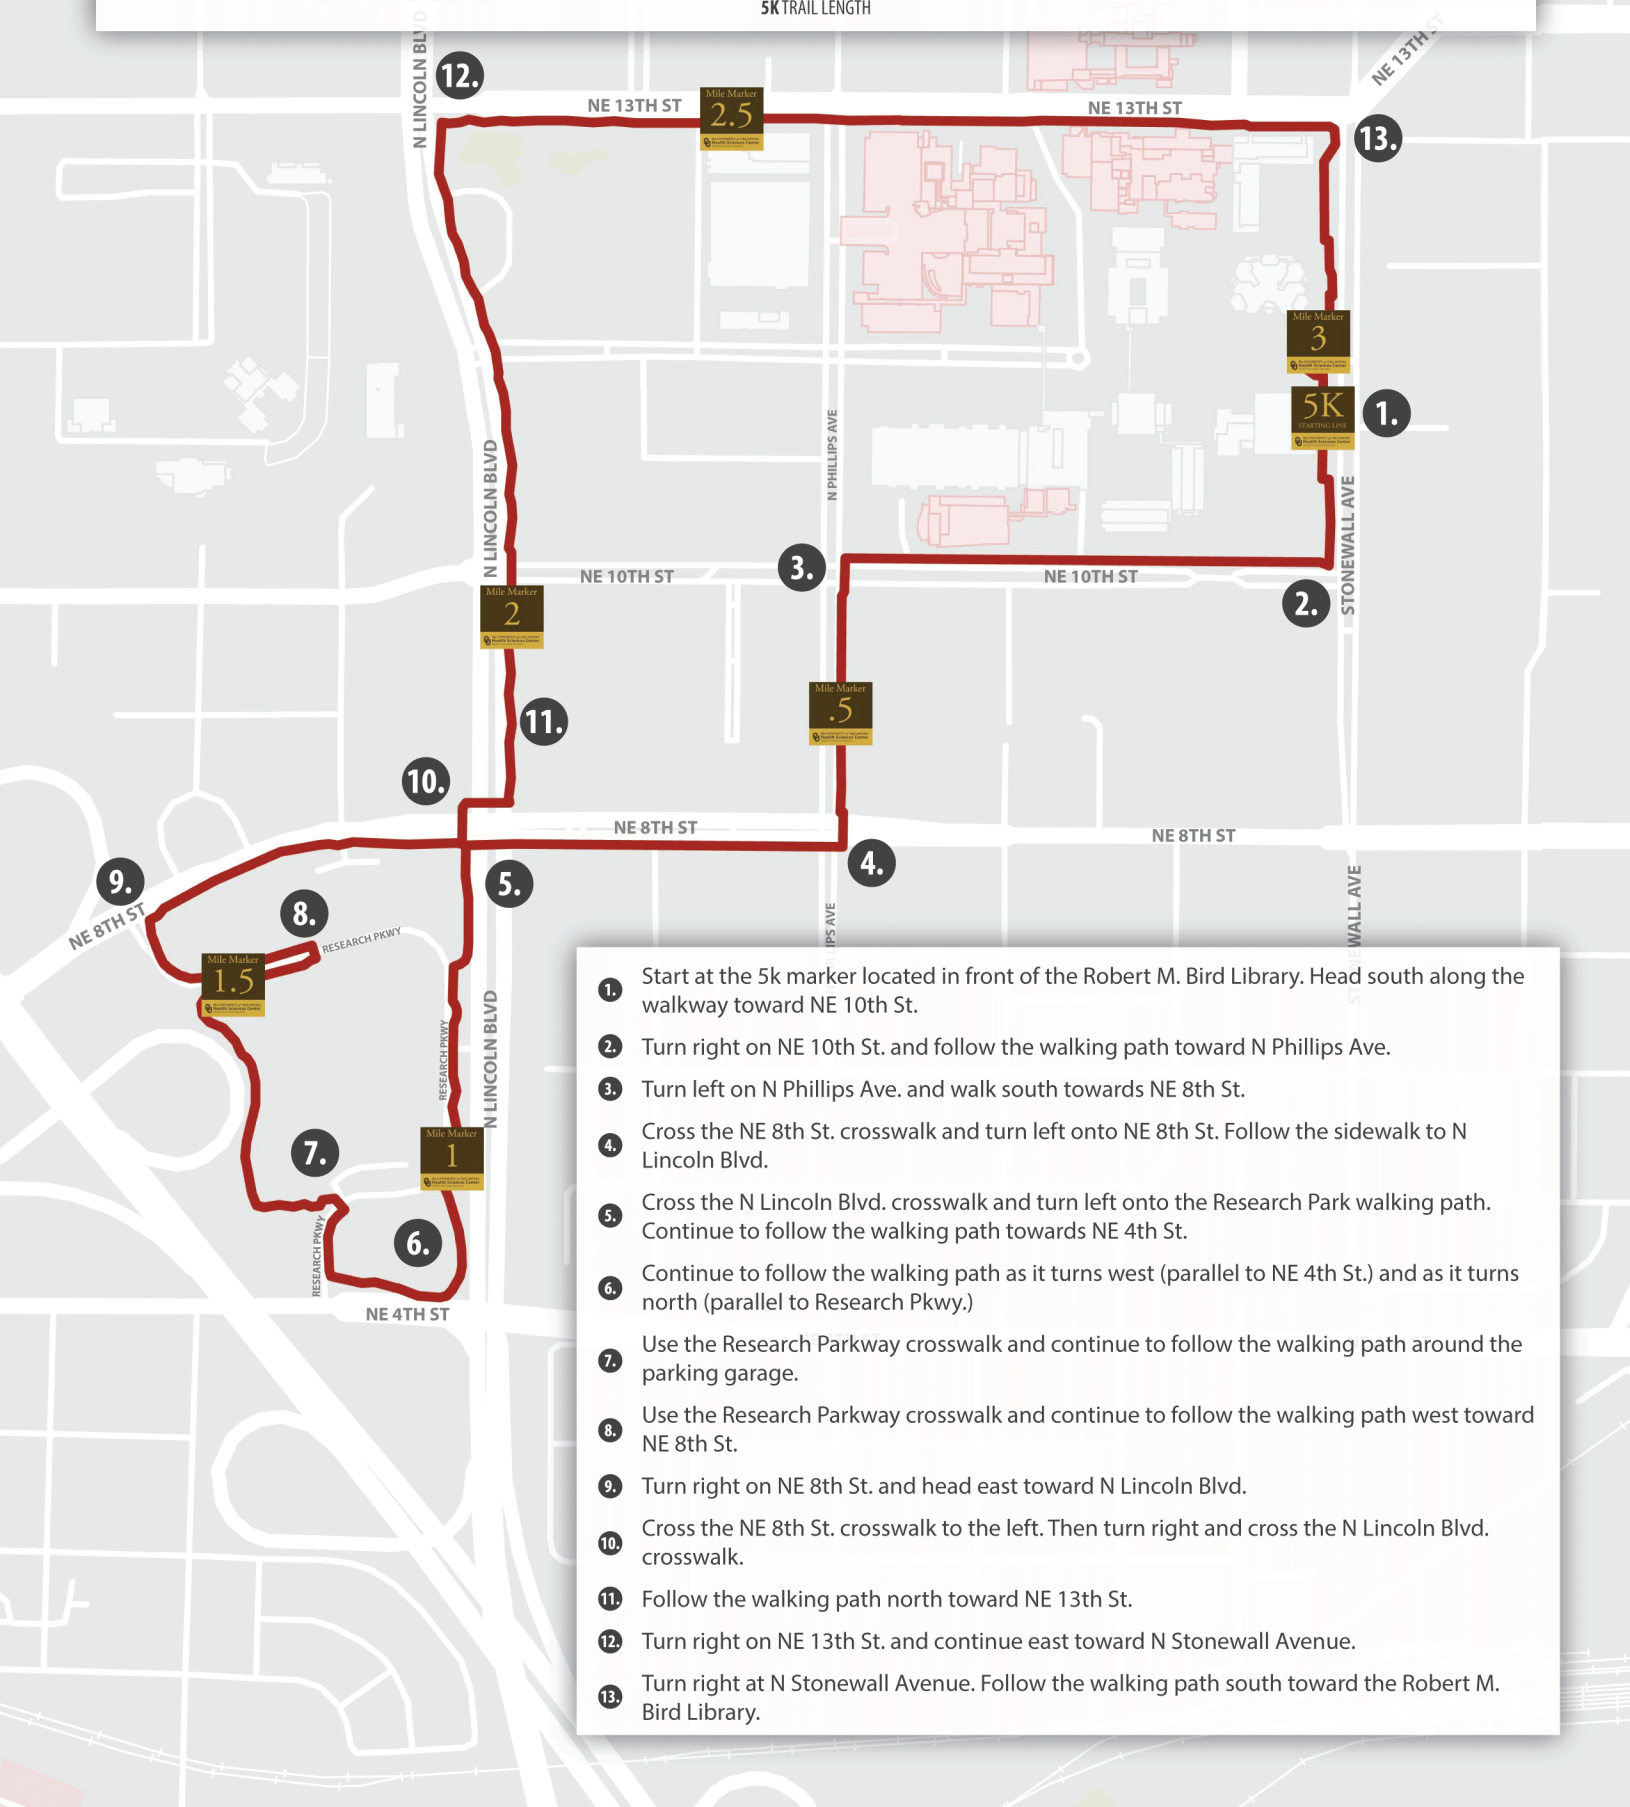 5K TRAIL LENGTH
N LINCOLN BLVD
12.
NE 13TH ST
Mile Marker
2.5
NE 13TH ST
NE 13TH ST
13.
Mile Marker
3
5K
STARTING LINE
1.
N PHILLIPS AVE
N LINCOLN BLVD
STONEWALL AVE
3.
NE 10TH ST
NE 10TH ST
2.
Mile Marker
2
Mile Marker
.5
11.
10.
NE 8TH ST
NE 8TH ST
4.
5.
9.
NE 8TH ST
8.
RESEARCH PKWY
Mile Marker
1.5
STONEWALL AVE
RESEARCH PKWY
N LINCOLN BLVD
Mile Marker
1
7.
6.
RESEARCH PKWY
NE 4TH ST
1. Start at the 5k marker located in front of the Robert M. Bird Library. Head south along the
walkway toward NE 10th St.
2. Turn right on NE 10th St. and follow the walking path toward N Phillips Ave.
3. Turn left on N Phillips Ave. and walk south towards NE 8th St.
4. Cross the NE 8th St. crosswalk and turn left onto NE 8th St. Follow the sidewalk to N
Lincoln Blvd.
5. Cross the N Lincoln Blvd. crosswalk and turn left onto the Research Park walking path.
Continue to follow the walking path towards NE 4th St.
6. Continue to follow the walking path as it turns west (parallel to NE 4th St.) and as it turns
north (parallel to Research Pkwy.)
7. Use the Research Parkway crosswalk and continue to follow the walking path around the
parking garage.
8. Use the Research Parkway crosswalk and continue to follow the walking path west toward
NE 8th St.
9. Turn right on NE 8th St. and head east toward N Lincoln Blvd.
10. Cross the NE 8th St. crosswalk to the left. Then turn right and cross the N Lincoln Blvd.
crosswalk.
11. Follow the walking path north toward NE 13th St.
12. Turn right on NE 13th St. and continue east toward N Stonewall Avenue.
13. Turn right at N Stonewall Avenue. Follow the walking path south toward the Robert M.
Bird Library.